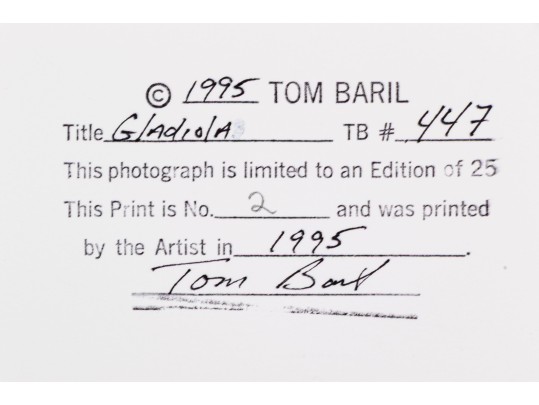 © 1995 TOM BARIL
Title Gladiola TB # 447
This photograph is limited to an Edition of 25
This Print is No. 2 and was printed
by the Artist in 1995.
Tom Baril